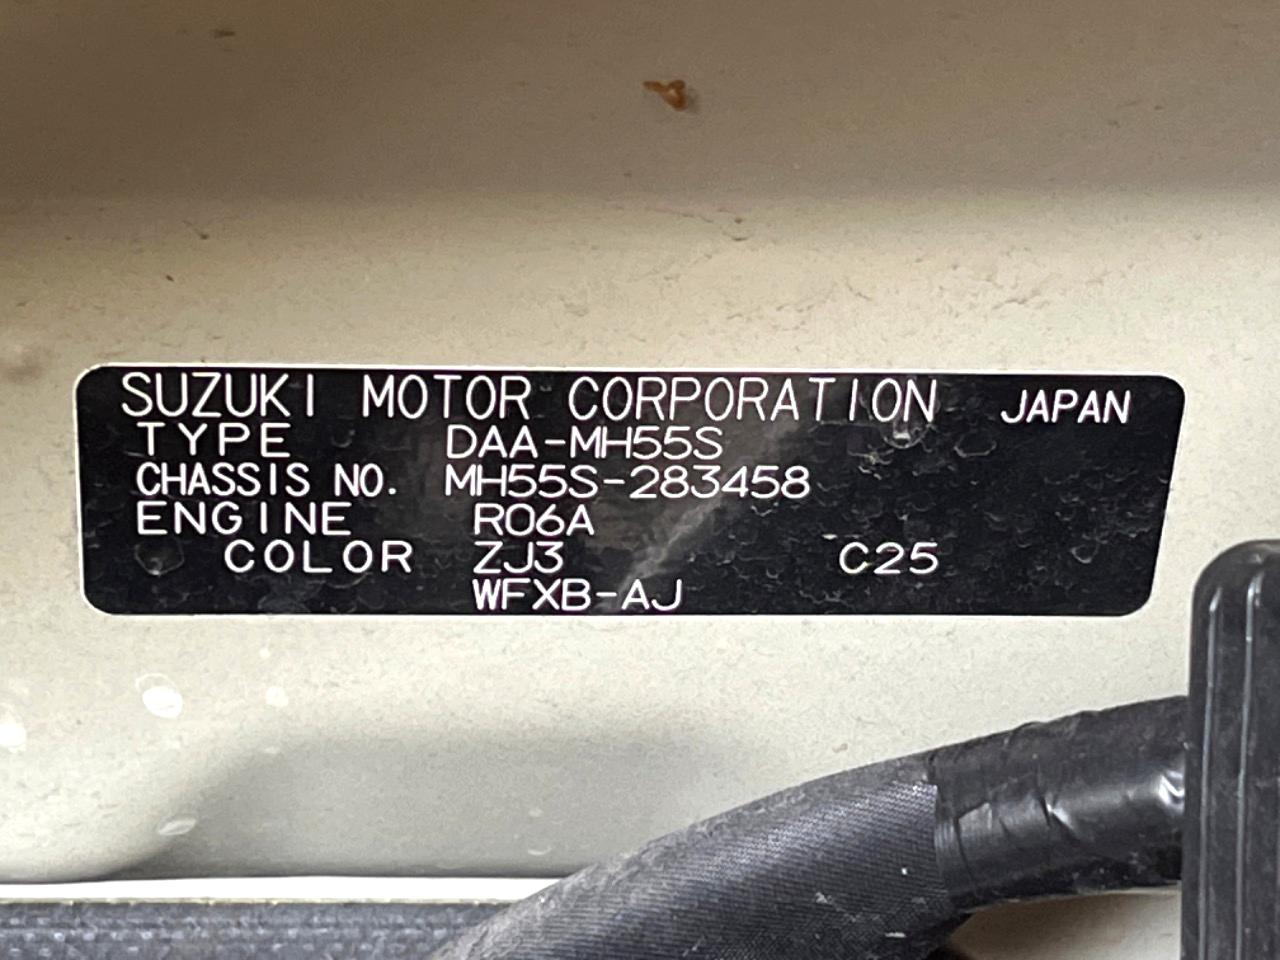 SUZUKI MOTOR CORPORATION JAPAN
TYPE DAA-MH55S
CHASSIS NO. MH55S-283458
ENGINE R06A
COLOR ZJ3 C25
WFXB-AJ